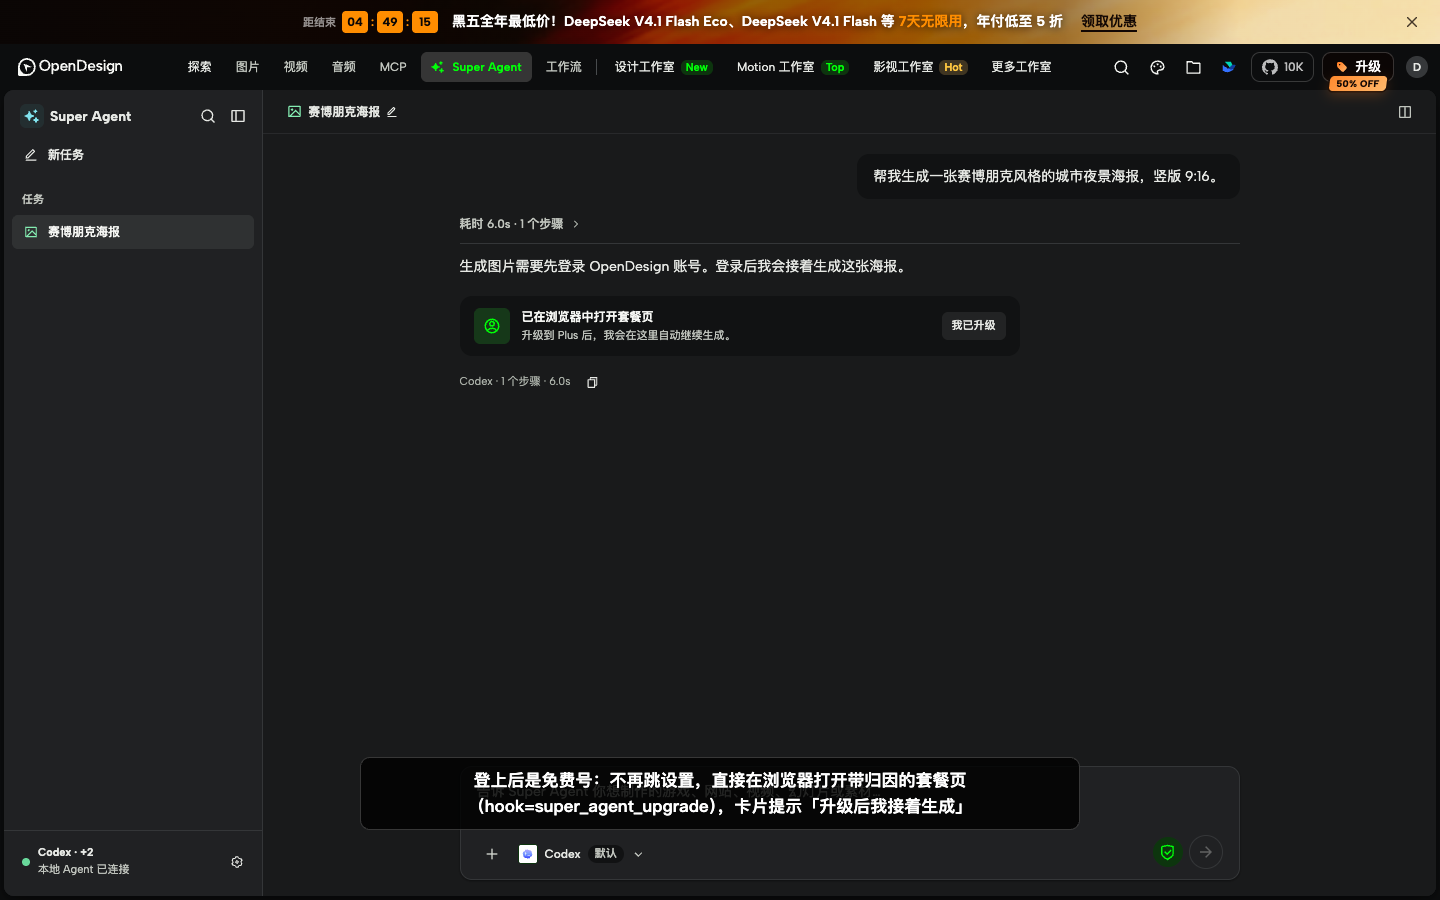 距结束 04 : 49 : 15 黑五全年最低价！DeepSeek V4.1 Flash Eco、DeepSeek V4.1 Flash 等 7天无限用，年付低至 5 折 领取优惠
OpenDesign 探索 图片 视频 音频 MCP Super Agent 工作流 设计工作室 New Motion 工作室 Top 影视工作室 Hot 更多工作室 10K 升级 D
50% OFF
Super Agent
新任务
任务
赛博朋克海报
赛博朋克海报
帮我生成一张赛博朋克风格的城市夜景海报，竖版 9:16。
耗时 6.0s · 1 个步骤
生成图片需要先登录 OpenDesign 账号。登录后我会接着生成这张海报。
已在浏览器中打开套餐页
升级到 Plus 后，我会在这里自动继续生成。
我已升级
Codex · 1 个步骤 · 6.0s
登上后是免费号：不再跳设置，直接在浏览器打开带归因的套餐页
（hook=super_agent_upgrade），卡片提示「升级后我接着生成」
Codex 默认
Codex · +2
本地 Agent 已连接